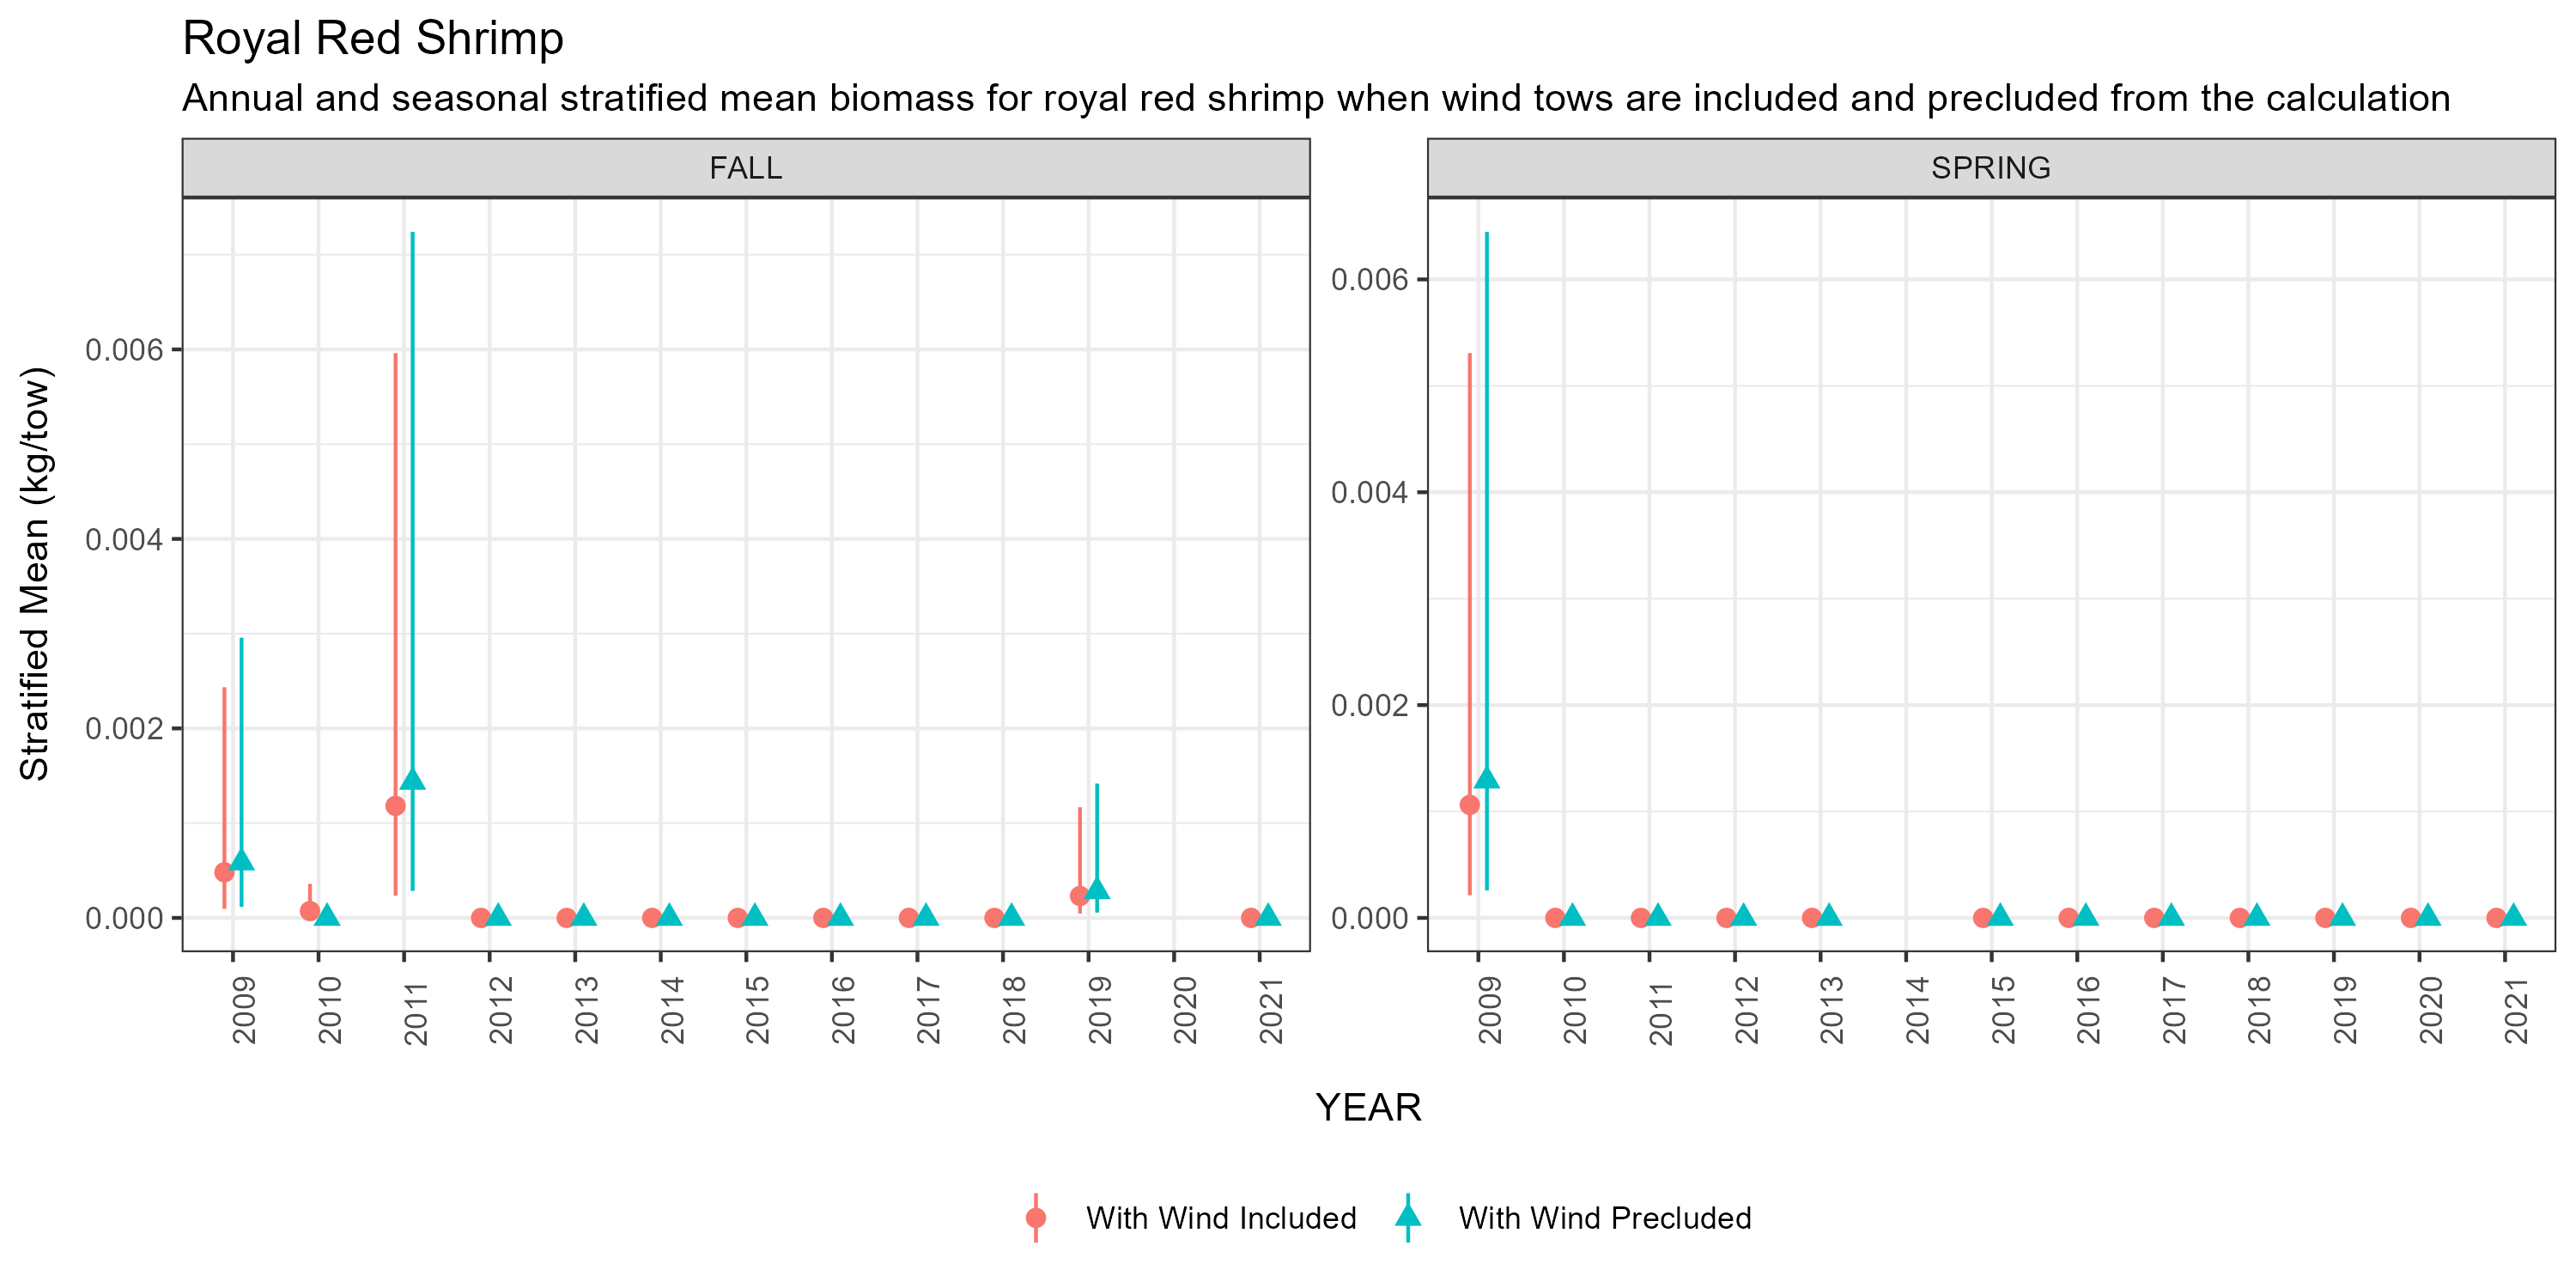 Royal Red Shrimp
Annual and seasonal stratified mean biomass for royal red shrimp when wind tows are included and precluded from the calculation
FALL
SPRING
Stratified Mean (kg/tow)
0.006
0.004
0.002
0.000
0.006
0.004
0.002
0.000
2009 2010 2011 2012 2013 2014 2015 2016 2017 2018 2019 2020 2021
2009 2010 2011 2012 2013 2014 2015 2016 2017 2018 2019 2020 2021
YEAR
With Wind Included
With Wind Precluded